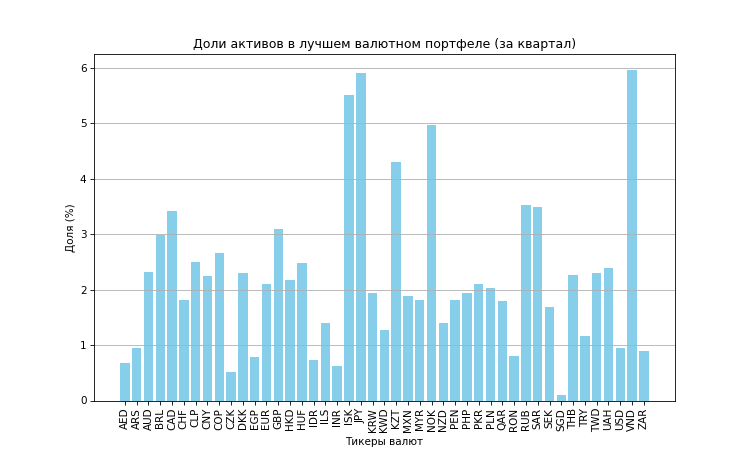 Доли активов в лучшем валютном портфеле (за квартал)
Доля (%)
6
5
4
3
2
1
0
AED ARS AUD BRL CAD CHF CLP CNY COP CZK DKK EGP EUR GBP HKD HUF IDR ILS INR ISK JPY KRW KWD KZT MXN MYR NOK NZD PEN PHP PKR PLN QAR RON RUB SAR SEK SGD THB TRY TWD UAH USD VND ZAR
Тикеры валют